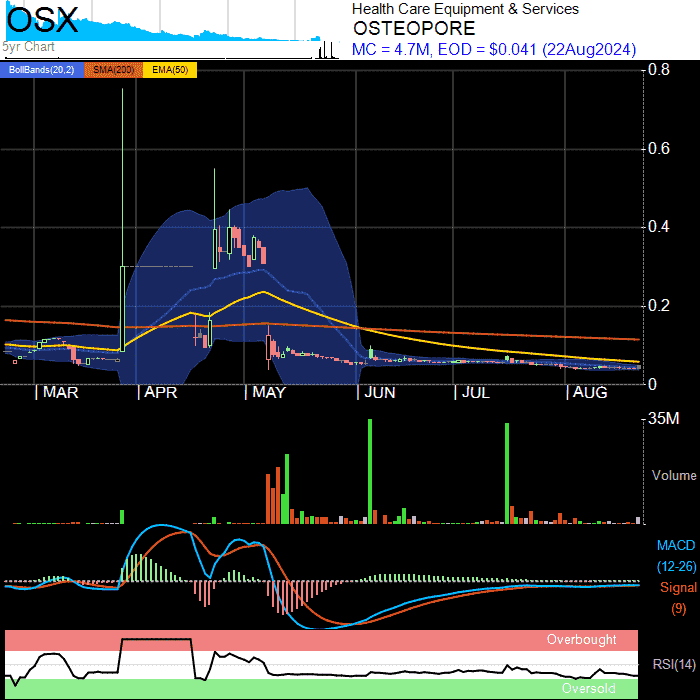 OSX
5yr Chart
Health Care Equipment & Services
OSTEOPORE
MC = 4.7M, EOD = $0.041 (22Aug2024)
BollBands(20,2) SMA(200) EMA(50)
0.8
0.6
0.4
0.2
0
MAR APR MAY JUN JUL AUG
35M
Volume
MACD
(12-26)
Signal
(9)
Overbought
RSI(14)
Oversold